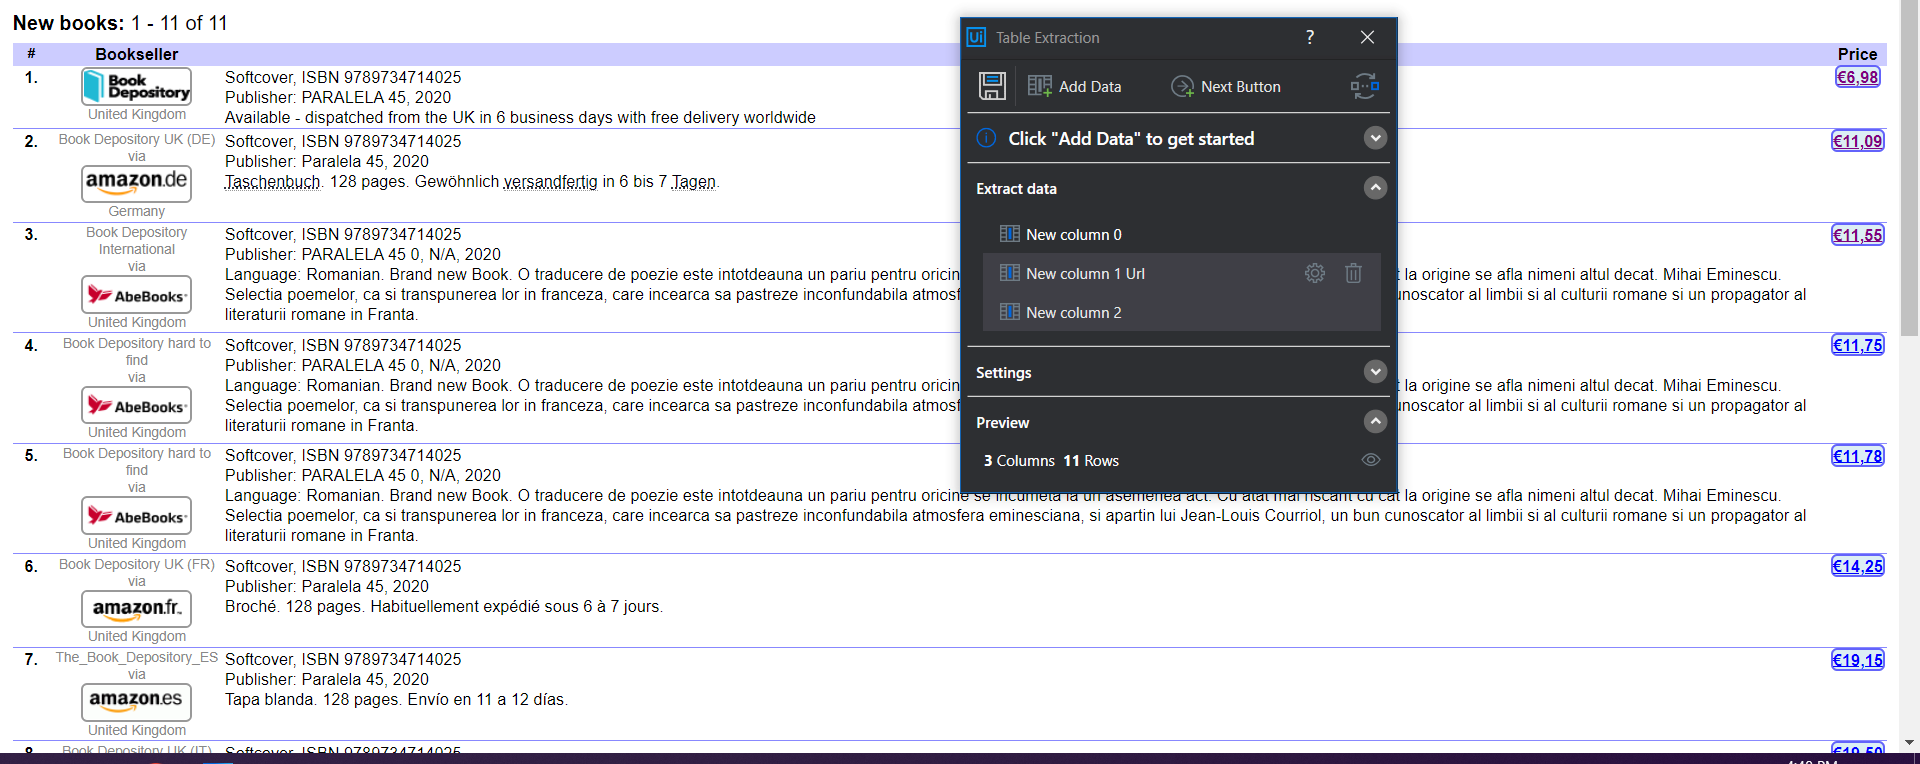 New books: 1 - 11 of 11
# Bookseller Price
1. Book Depository Softcover, ISBN 9789734714025 €6,98
Publisher: PARALELA 45, 2020
United Kingdom
Available - dispatched from the UK in 6 business days with free delivery worldwide
2. Book Depository UK (DE) Softcover, ISBN 9789734714025 €11,09
via
Publisher: Paralela 45, 2020
amazon.de
Taschenbuch. 128 pages. Gewöhnlich versandfertig in 6 bis 7 Tagen.
Germany
3. Book Depository Softcover, ISBN 9789734714025 €11,55
International
Publisher: PARALELA 45 0, N/A, 2020
via
Language: Romanian. Brand new Book. O traducere de poezie este intotdeauna un pariu pentru oricin la origine se afla nimeni altul decat. Mihai Eminescu.
AbeBooks
Selectia poemelor, ca si transpunerea lor in franceza, care incearca sa pastreze inconfundabila atmosf unoscator al limbii si al culturii romane si un propagator al
literaturii romane in Franta.
United Kingdom
4. Book Depository hard to Softcover, ISBN 9789734714025 €11,75
find
Publisher: PARALELA 45 0, N/A, 2020
via
Language: Romanian. Brand new Book. O traducere de poezie este intotdeauna un pariu pentru oricin la origine se afla nimeni altul decat. Mihai Eminescu.
AbeBooks
Selectia poemelor, ca si transpunerea lor in franceza, care incearca sa pastreze inconfundabila atmosf unoscator al limbii si al culturii romane si un propagator al
literaturii romane in Franta.
United Kingdom
5. Book Depository hard to Softcover, ISBN 9789734714025 €11,78
find
Publisher: PARALELA 45 0, N/A, 2020
via
Language: Romanian. Brand new Book. O traducere de poezie este intotdeauna un pariu pentru oricine se incumeta la un asemenea act. Cu atat mai riscant cu cat la origine se afla nimeni altul decat. Mihai Eminescu.
AbeBooks
Selectia poemelor, ca si transpunerea lor in franceza, care incearca sa pastreze inconfundabila atmosfera eminesciana, si apartin lui Jean-Louis Courriol, un bun cunoscator al limbii si al culturii romane si un propagator al
literaturii romane in Franta.
United Kingdom
6. Book Depository UK (FR) Softcover, ISBN 9789734714025 €14,25
via
Publisher: Paralela 45, 2020
amazon.fr
Broché. 128 pages. Habituellement expédié sous 6 à 7 jours.
United Kingdom
7. The_Book_Depository_ES Softcover, ISBN 9789734714025 €19,15
via
Publisher: Paralela 45, 2020
amazon.es
Tapa blanda. 128 pages. Envío en 11 a 12 días.
United Kingdom
8. Book Depository UK (IT) Softcover, ISBN 9789734714025 €19,50
4:40 PM
Ui Table Extraction ?
Add Data Next Button
Click "Add Data" to get started
Extract data
New column 0
New column 1 Url
New column 2
Settings
Preview
3 Columns 11 Rows